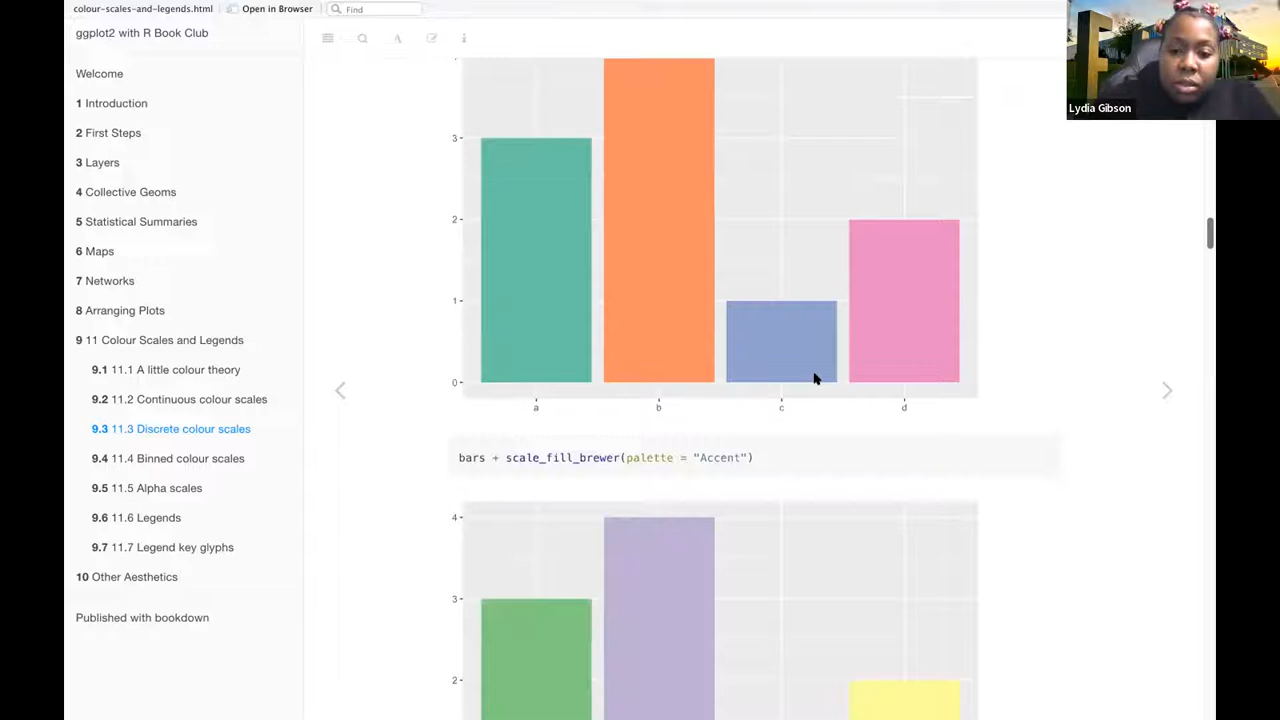 colour-scales-and-legends.html
Open in Browser
Find
ggplot2 with R Book Club
Welcome
1 Introduction
2 First Steps
3 Layers
4 Collective Geoms
5 Statistical Summaries
6 Maps
7 Networks
8 Arranging Plots
9 11 Colour Scales and Legends
9.1 11.1 A little colour theory
9.2 11.2 Continuous colour scales
9.3 11.3 Discrete colour scales
9.4 11.4 Binned colour scales
9.5 11.5 Alpha scales
9.6 11.6 Legends
9.7 11.7 Legend key glyphs
10 Other Aesthetics
Published with bookdown
3
2
1
0
a b c d
bars + scale_fill_brewer(palette = "Accent")
4
3
2
Lydia Gibson